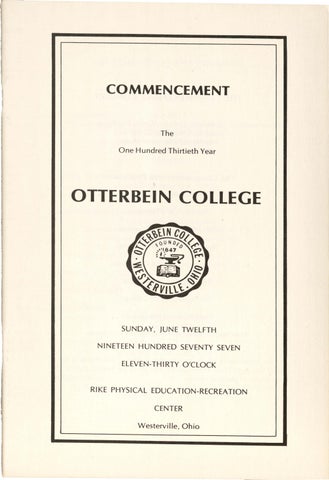 COMMENCEMENT
The
One Hundred Thirtieth Year
OTTERBEIN COLLEGE
OTTERBEIN COLLEGE
FOUNDED
1847
WESTERVILLE, OHIO
SUNDAY, JUNE TWELFTH
NINETEEN HUNDRED SEVENTY SEVEN
ELEVEN-THIRTY O'CLOCK
RIKE PHYSICAL EDUCATION-RECREATION
CENTER
Westerville, Ohio